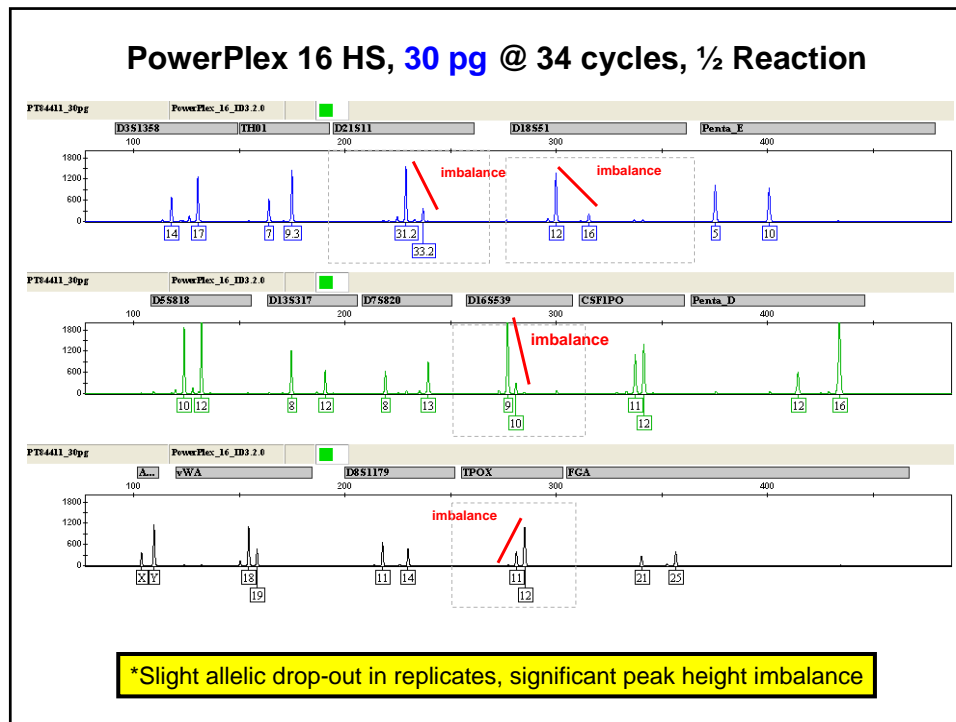 PowerPlex 16 HS, 30 pg @ 34 cycles, ½ Reaction
PT84411_30pg PowerPlex_16_ID3.2.0
D3S1358 TH01 D21S11 D18S51 Penta_E
100 200 300 400
1800
1200
600
0
imbalance imbalance
14 17 7 9.3 31.2 12 16 5 10
33.2
PT84411_30pg PowerPlex_16_ID3.2.0
D5S818 D13S317 D7S820 D16S539 CSF1PO Penta_D
100 200 300 400
1800
1200
600
0
imbalance
10 12 8 12 8 13 9 11 12 16
10 12
PT84411_30pg PowerPlex_16_ID3.2.0
A... vWA D8S1179 TPOX FGA
100 200 300 400
1800
1200
600
0
imbalance
X Y 18 11 14 11 21 25
19 12
*Slight allelic drop-out in replicates, significant peak height imbalance